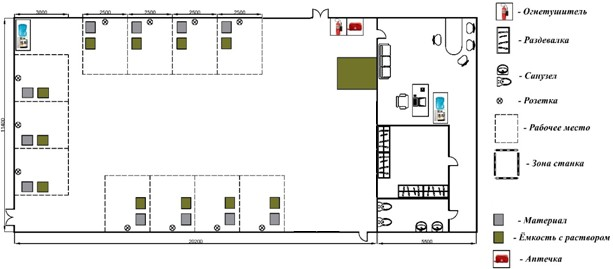 3000
2500
2500
2500
11400
20200
5500
- Огнетушитель
- Раздевалка
- Санузел
- Розетка
- Рабочее место
- Зона станка
- Материал
- Ёмкость с раствором
- Аптечка